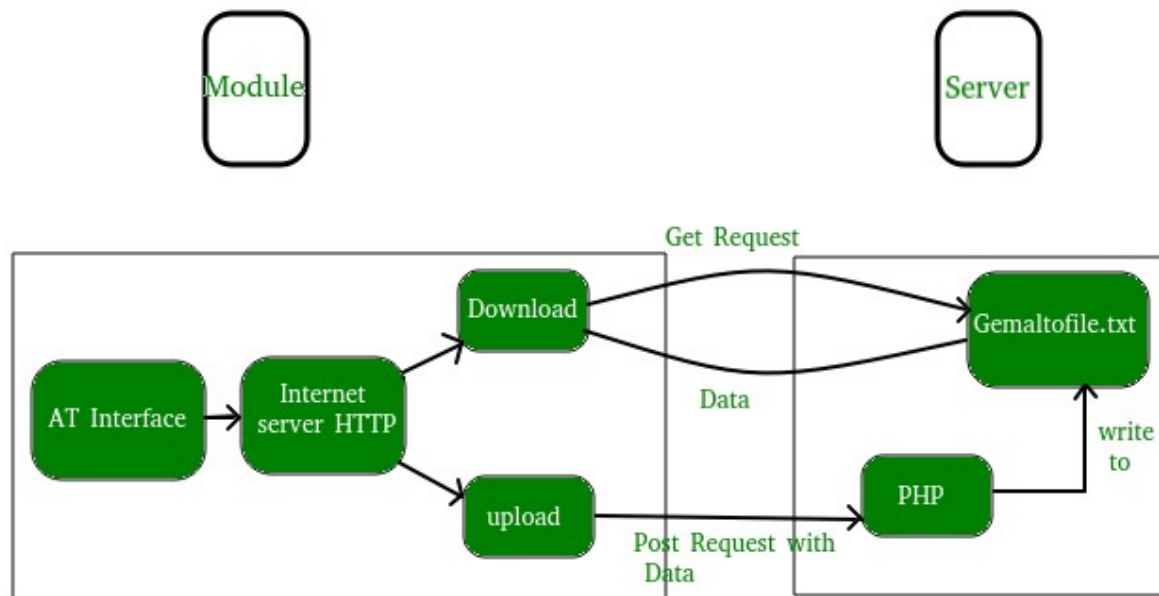 Module
Server
Get Request
Download
Gemaltofile.txt
Internet
server HTTP
AT Interface
Data
write
to
PHP
upload
Post Request with
Data